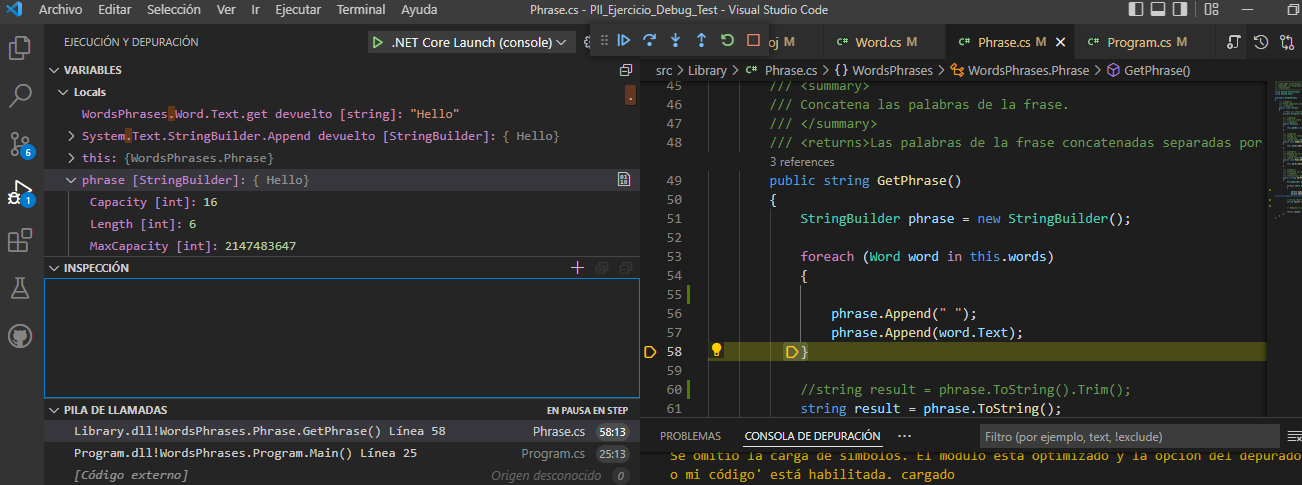 Archivo Editar Selección Ver Ir Ejecutar Terminal Ayuda Phrase.cs - PII_Ejercicio_Debug_Test - Visual Studio Code
EJECUCIÓN Y DEPURACIÓN .NET Core Launch (console)
oj M Word.cs M Phrase.cs M Program.cs M
src > Library > Phrase.cs > {} WordsPhrases > WordsPhrases.Phrase > GetPhrase()
VARIABLES
Locals
WordsPhrases.Word.Text.get devuelto [string]: "Hello"
System.Text.StringBuilder.Append devuelto [StringBuilder]: { Hello}
this: {WordsPhrases.Phrase}
phrase [StringBuilder]: { Hello}
Capacity [int]: 16
Length [int]: 6
MaxCapacity [int]: 2147483647
INSPECCIÓN
PILA DE LLAMADAS EN PAUSA EN STEP
Library.dll!WordsPhrases.Phrase.GetPhrase() Línea 58 Phrase.cs 58:13
Program.dll!WordsPhrases.Program.Main() Línea 25 Program.cs 25:13
[Código externo] Origen desconocido 0
6
1
45 /// <summary>
46 /// Concatena las palabras de la frase.
47 /// </summary>
48 /// <returns>Las palabras de la frase concatenadas separadas por
3 references
49 public string GetPhrase()
50 {
51 StringBuilder phrase = new StringBuilder();
52
53 foreach (Word word in this.words)
54 {
55
56 phrase.Append(" ");
57 phrase.Append(word.Text);
58 }
59
60 //string result = phrase.ToString().Trim();
61 string result = phrase.ToString();
PROBLEMAS CONSOLA DE DEPURACIÓN ... Filtro (por ejemplo, text, !exclude)
Se omitió la carga de símbolos. El módulo está optimizado y la opción del depurado
o mi código' está habilitada. cargado